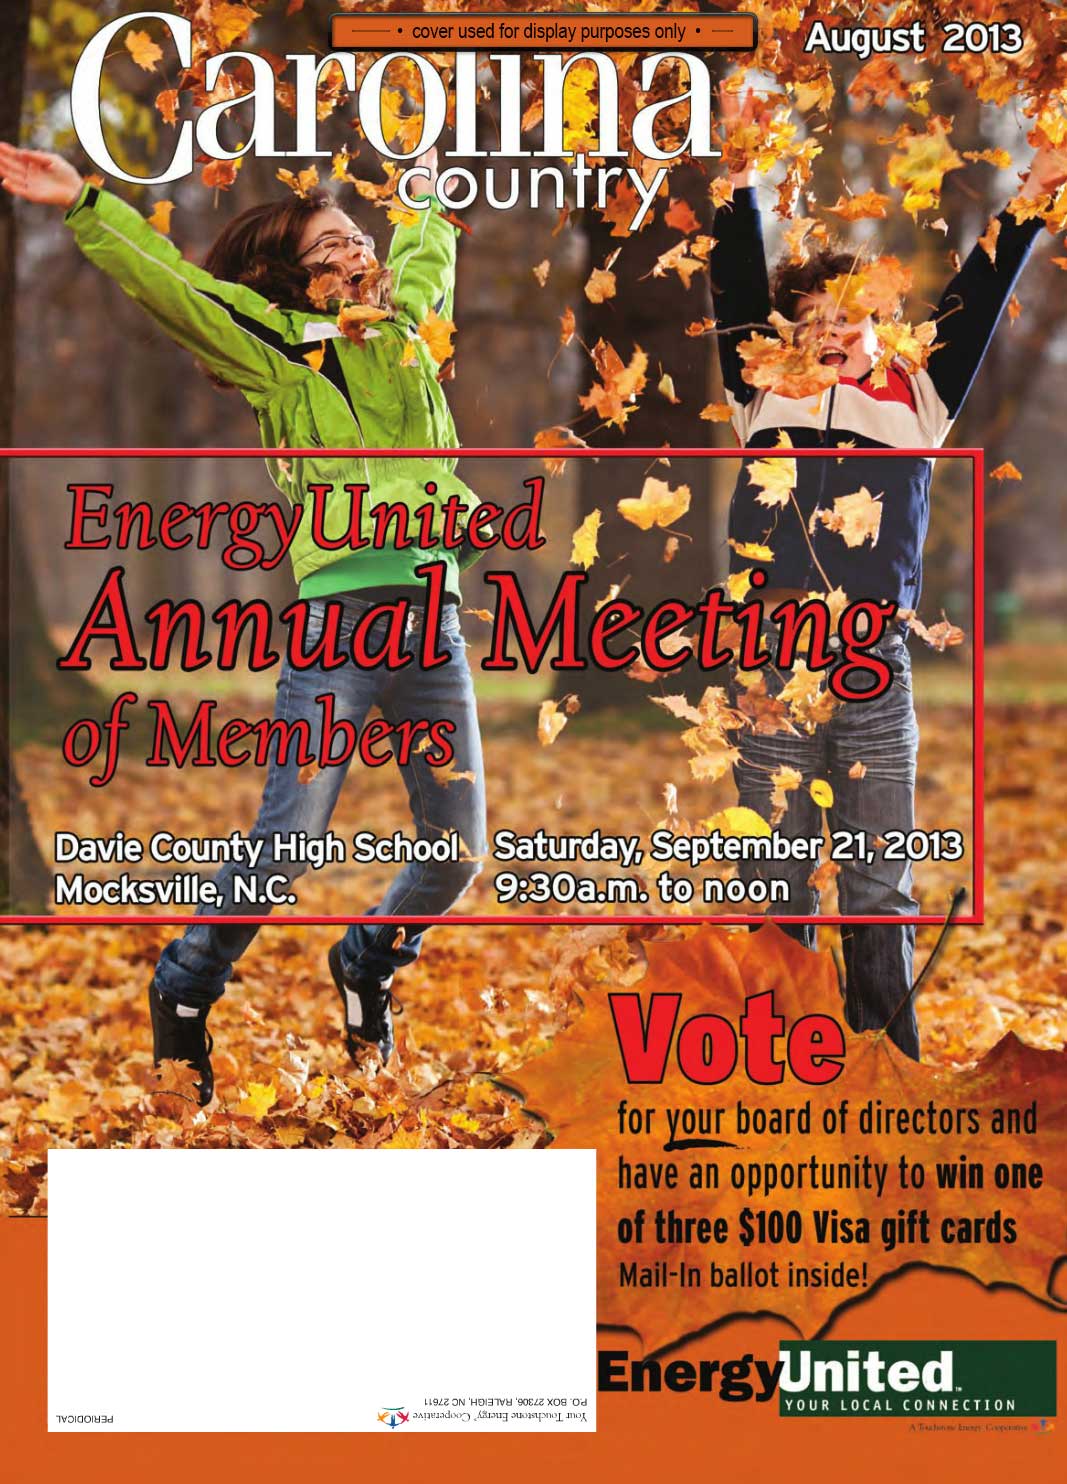 • cover used for display purposes only •
August 2013
Carolina
country
EnergyUnited
Annual Meeting
of Members
Davie County High School
Mocksville, N.C.
Saturday, September 21, 2013
9:30a.m. to noon
Vote
for your board of directors and
have an opportunity to win one
of three $100 Visa gift cards
Mail-In ballot inside!
EnergyUnited™
YOUR LOCAL CONNECTION
A Touchstone Energy Cooperative
Your Touchstone Energy® Cooperative
P.O. BOX 27306, RALEIGH, NC 27611
PERIODICAL